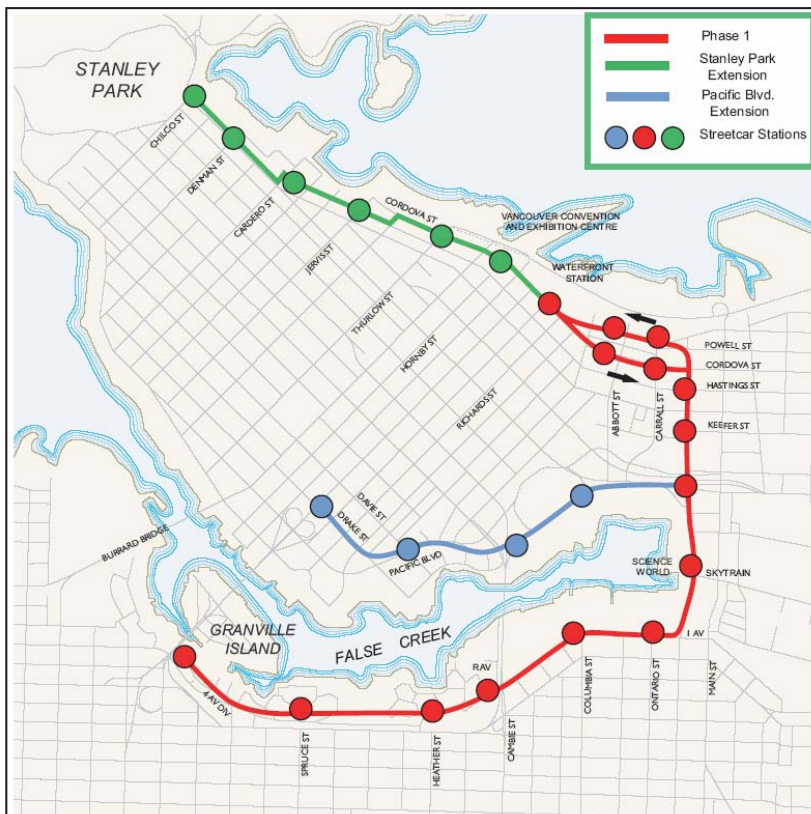 Phase 1
Stanley Park
Extension
Pacific Blvd.
Extension
Streetcar Stations
STANLEY
PARK
CHILCO ST
DENMAN ST
CARDERO ST
JERVIS ST
CORDOVA ST
VANCOUVER CONVENTION
AND EXHIBITION CENTRE
WATERFRONT
STATION
THURLOW ST
HORNBY ST
RICHARDS ST
POWELL ST
CORDOVA ST
HASTINGS ST
ABBOTT ST
CARRALL ST
KEEFER ST
DAVIE ST
DRAKE ST
PACIFIC BLVD
BURRARD BRIDGE
SCIENCE
WORLD
SKYTRAIN
GRANVILLE
ISLAND
FALSE CREEK
1 AV
RAV
4 AV DIV
SPRUCE ST
HEATHER ST
CAMBIE ST
COLUMBIA ST
ONTARIO ST
MAIN ST